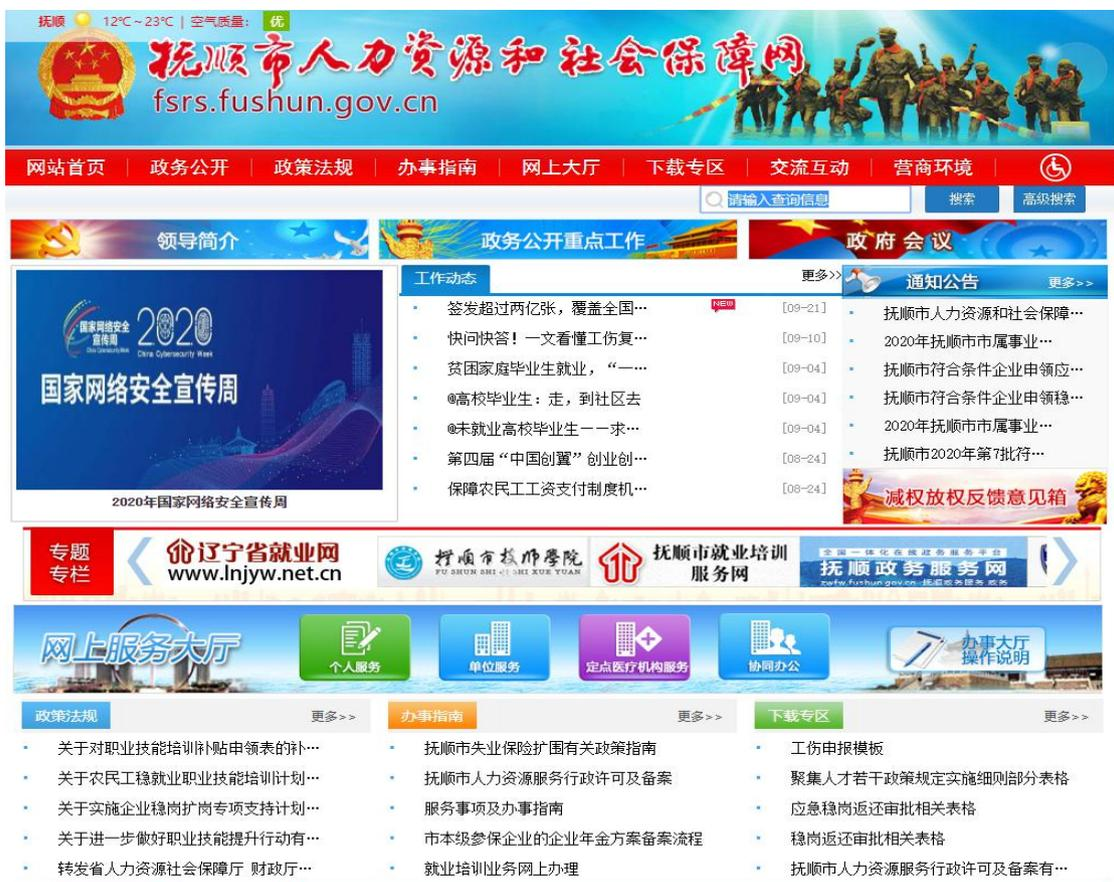 抚顺 12℃~23℃ | 空气质量: 优
抚顺市人力资源和社会保障网
fsrs.fushun.gov.cn
网站首页 政务公开 政策法规 办事指南 网上大厅 下载专区 交流互动 营商环境
请输入查询信息 搜索 高级搜索
领导简介 政务公开重点工作 政府会议
国家网络安全宣传周 2020
China Cybersecurity Week
国家网络安全宣传周
2020年国家网络安全宣传周
工作动态 更多>>
签发超过两亿张，覆盖全国… NEW [09-21]
快问快答！一文看懂工伤复… [09-10]
贫困家庭毕业生就业，“一… [09-04]
@高校毕业生：走，到社区去 [09-04]
@未就业高校毕业生——求… [09-04]
第四届“中国创翼”创业创… [08-24]
保障农民工工资支付制度机… [08-24]
通知公告 更多>>
抚顺市人力资源和社会保障…
2020年抚顺市市属事业…
抚顺市符合条件企业申领应…
抚顺市符合条件企业申领稳…
2020年抚顺市市属事业…
抚顺市2020年第7批符…
减权放权反馈意见箱
专题
专栏
辽宁省就业网
www.lnjyw.net.cn
抚顺市技师学院
FU SHUN SHI JI SHI XUE YUAN
抚顺市就业培训
服务网
全国一体化在线政务服务平台
抚顺政务服务网
zwfw.fushun.gov.cn
网上服务大厅 个人服务 单位服务 定点医疗机构服务 协同办公 办事大厅
操作说明
政策法规 更多>>
关于对职业技能培训补贴申领表的补…
关于农民工稳就业职业技能培训计划…
关于实施企业稳岗扩岗专项支持计划…
关于进一步做好职业技能提升行动有…
转发省人力资源社会保障厅 财政厅…
办事指南 更多>>
抚顺市失业保险扩围有关政策指南
抚顺市人力资源服务行政许可及备案
服务事项及办事指南
市本级参保企业的企业年金方案备案流程
就业培训业务网上办理
下载专区 更多>>
工伤申报模板
聚集人才若干政策规定实施细则部分表格
应急稳岗返还审批相关表格
稳岗返还审批相关表格
抚顺市人力资源服务行政许可及备案有…